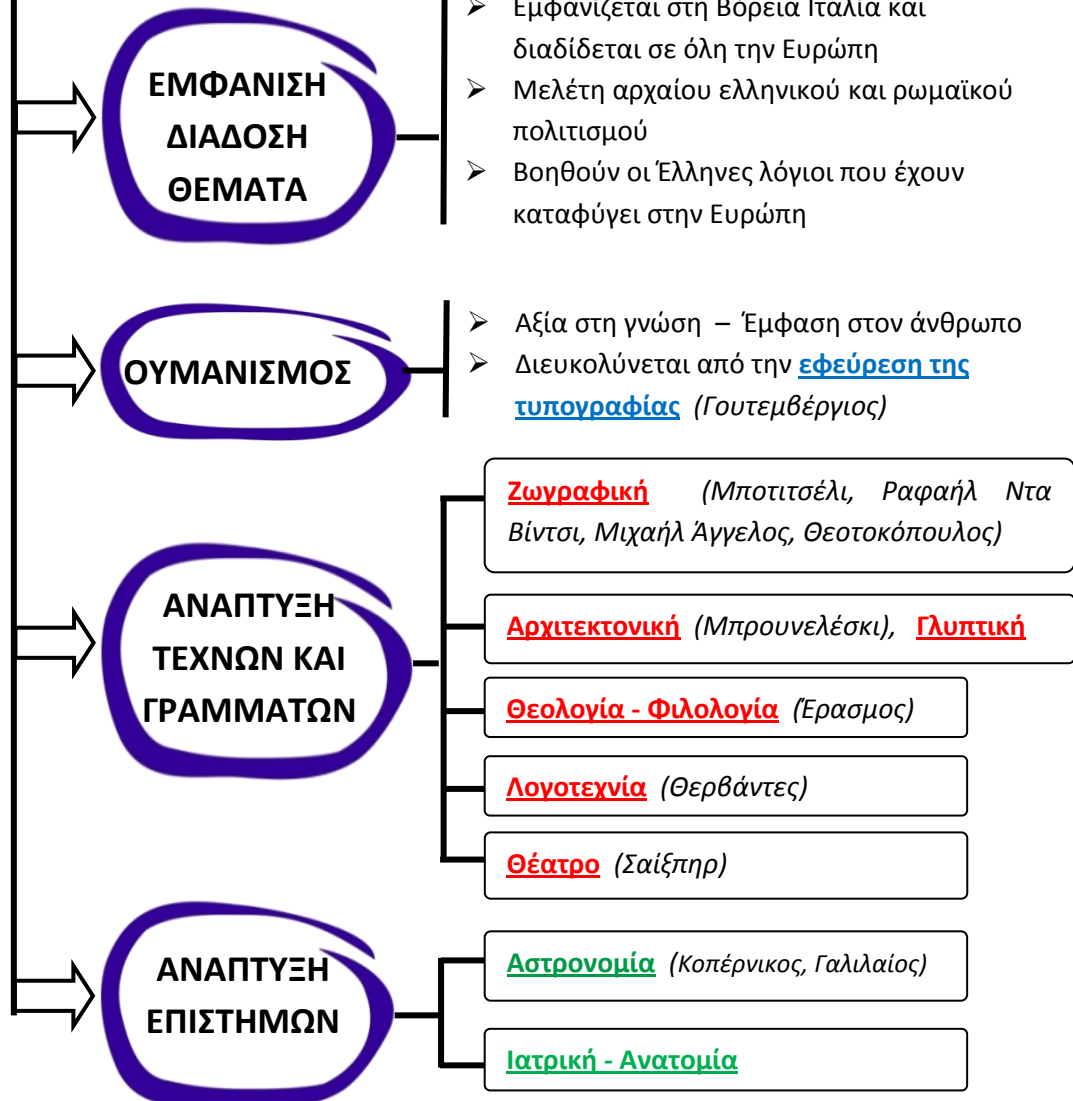 ΕΜΦΑΝΙΣΗ
ΔΙΑΔΟΣΗ
ΘΕΜΑΤΑ
➢ Εμφανίζεται στη Βόρεια Ιταλία και
διαδίδεται σε όλη την Ευρώπη
➢ Μελέτη αρχαίου ελληνικού και ρωμαϊκού
πολιτισμού
➢ Βοηθούν οι Έλληνες λόγιοι που έχουν
καταφύγει στην Ευρώπη
ΟΥΜΑΝΙΣΜΟΣ
➢ Αξία στη γνώση – Έμφαση στον άνθρωπο
➢ Διευκολύνεται από την εφεύρεση της
τυπογραφίας (Γουτεμβέργιος)
ΑΝΑΠΤΥΞΗ
ΤΕΧΝΩΝ ΚΑΙ
ΓΡΑΜΜΑΤΩΝ
Ζωγραφική (Μποτιτσέλι, Ραφαήλ Ντα
Βίντσι, Μιχαήλ Άγγελος, Θεοτοκόπουλος)
Αρχιτεκτονική (Μπρουνελέσκι), Γλυπτική
Θεολογία - Φιλολογία (Έρασμος)
Λογοτεχνία (Θερβάντες)
Θέατρο (Σαίξπηρ)
ΑΝΑΠΤΥΞΗ
ΕΠΙΣΤΗΜΩΝ
Αστρονομία (Κοπέρνικος, Γαλιλαίος)
Ιατρική - Ανατομία